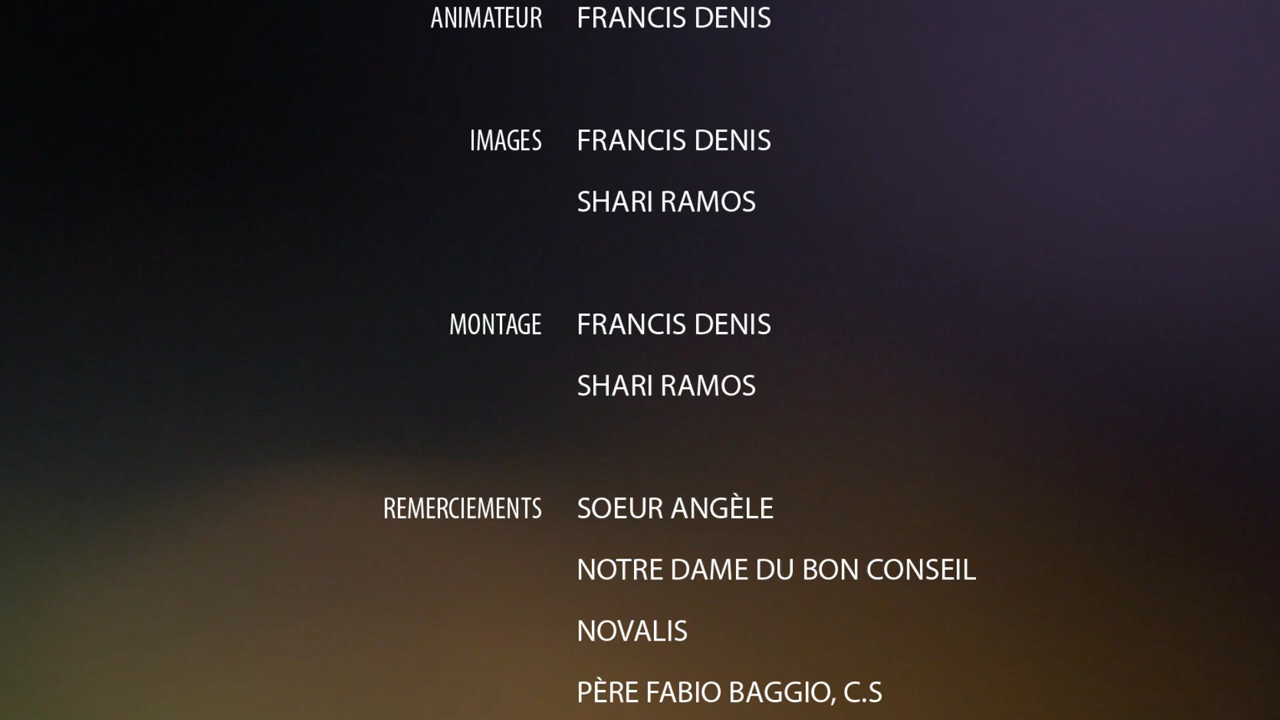 ANIMATEUR FRANCIS DENIS
IMAGES FRANCIS DENIS
SHARI RAMOS
MONTAGE FRANCIS DENIS
SHARI RAMOS
REMERCIEMENTS SOEUR ANGÈLE
NOTRE DAME DU BON CONSEIL
NOVALIS
PÈRE FABIO BAGGIO, C.S